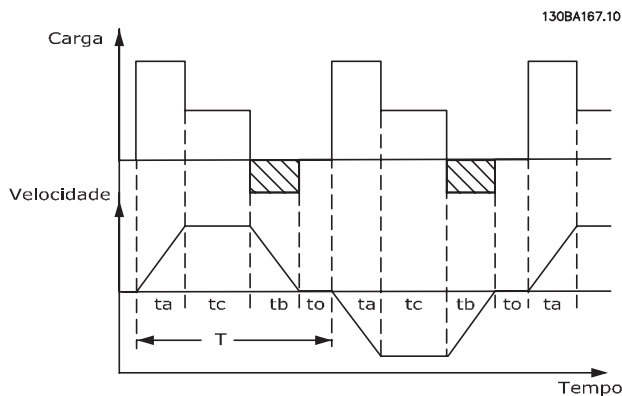 130BA167.10
Carga
Velocidade
ta tc tb to ta tc tb to ta
T
Tempo